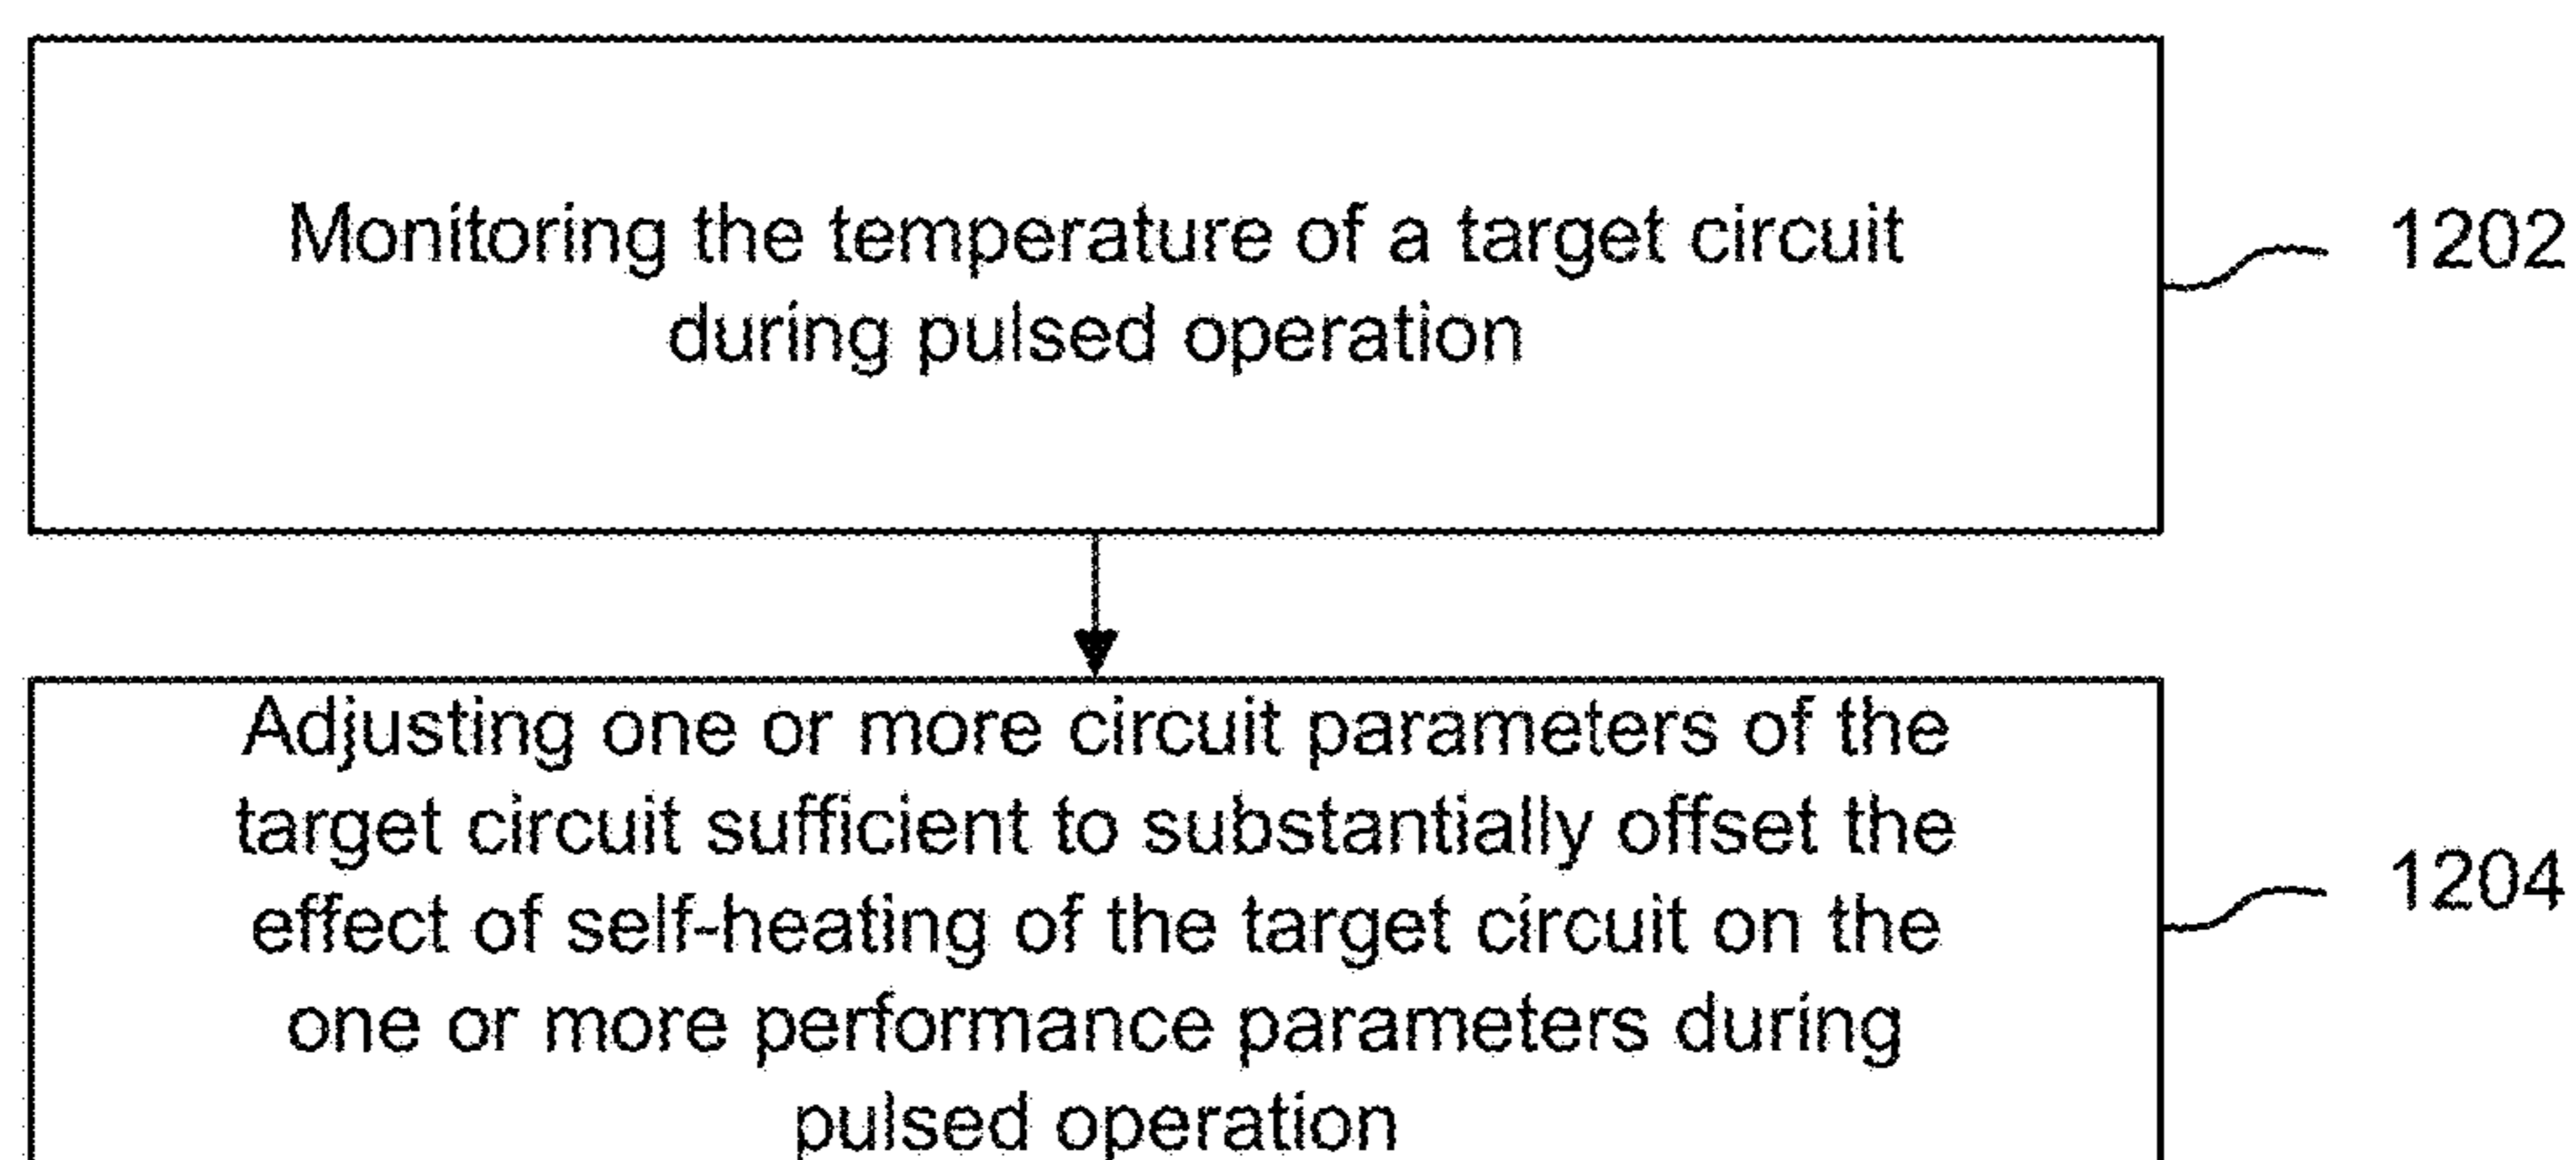 Monitoring the temperature of a target circuit
during pulsed operation
1202
Adjusting one or more circuit parameters of the
target circuit sufficient to substantially offset the
effect of self-heating of the target circuit on the
one or more performance parameters during
pulsed operation
1204